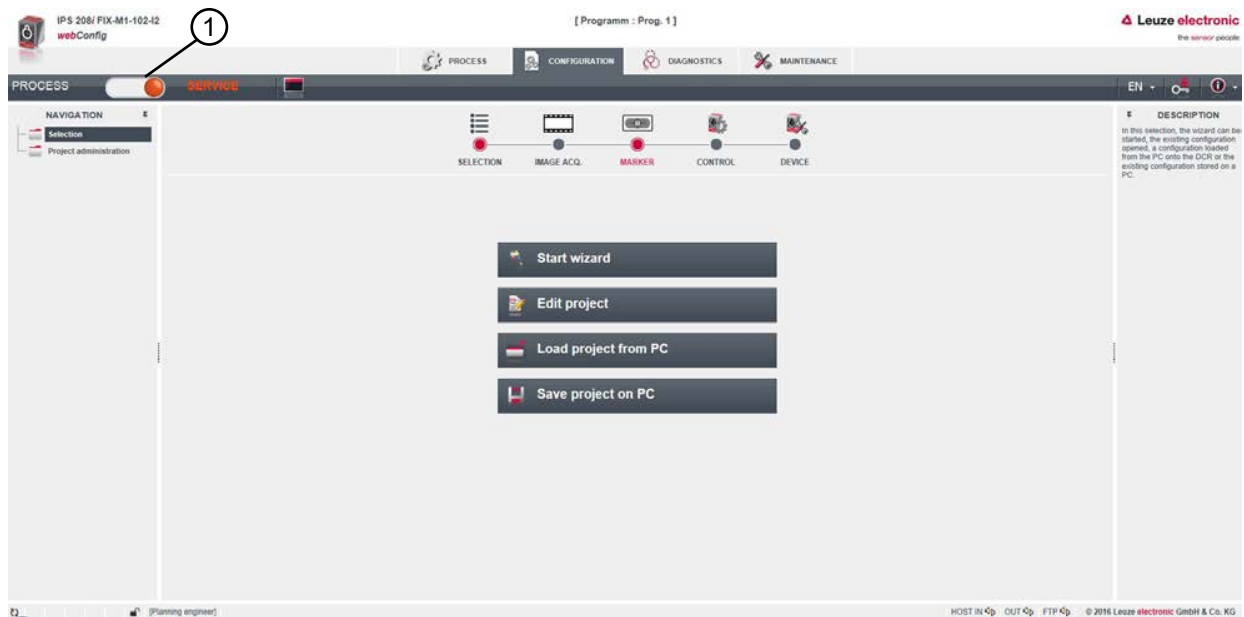 IPS 208i FIX-M1-102-I2
webConfig
1
[ Programm : Prog. 1 ]
Leuze electronic
the sensor people
PROCESS
CONFIGURATION
DIAGNOSTICS
MAINTENANCE
PROCESS
SERVICE
EN
NAVIGATION
Selection
Project administration
SELECTION
IMAGE ACQ.
MARKER
CONTROL
DEVICE
DESCRIPTION
In this selection, the wizard can be
started, the existing configuration
opened, a configuration loaded
from the PC onto the DCR or the
existing configuration stored on a
PC.
Start wizard
Edit project
Load project from PC
Save project on PC
[Planning engineer]
HOST IN OUT FTP © 2016 Leuze electronic GmbH & Co. KG